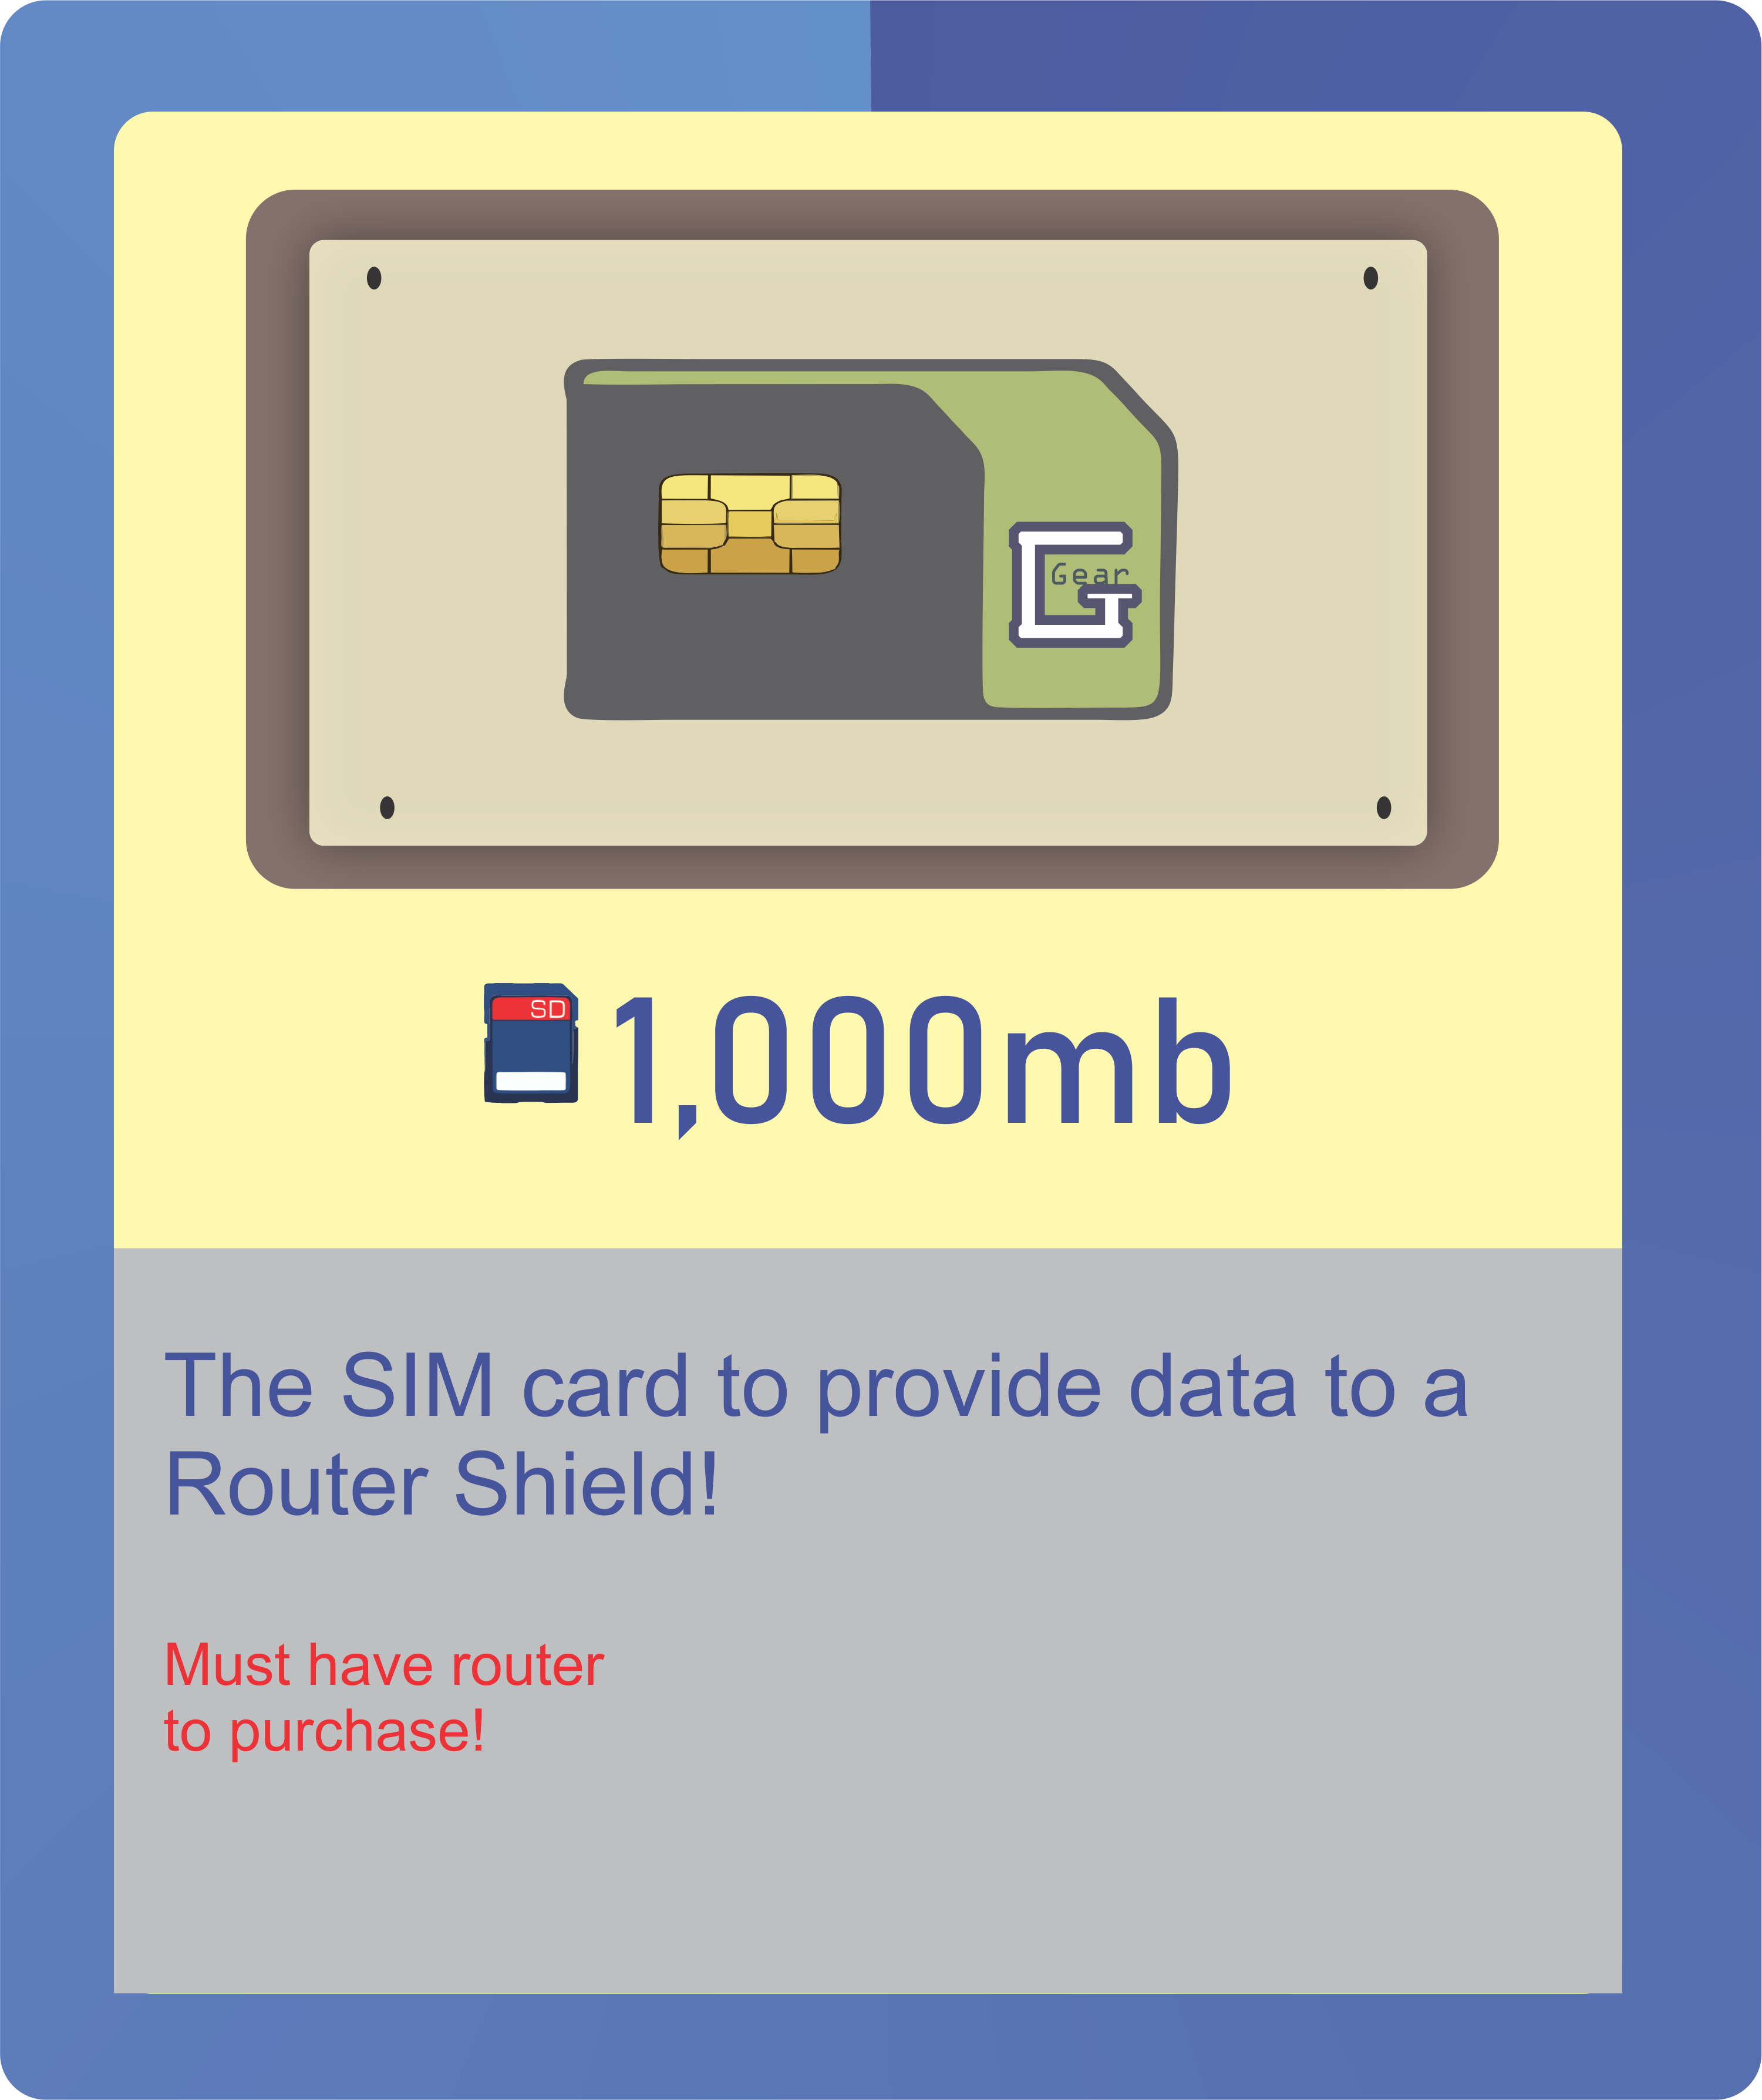 G
Gear
SD
1,000mb
The SIM card to provide data to a
Router Shield!
Must have router
to purchase!